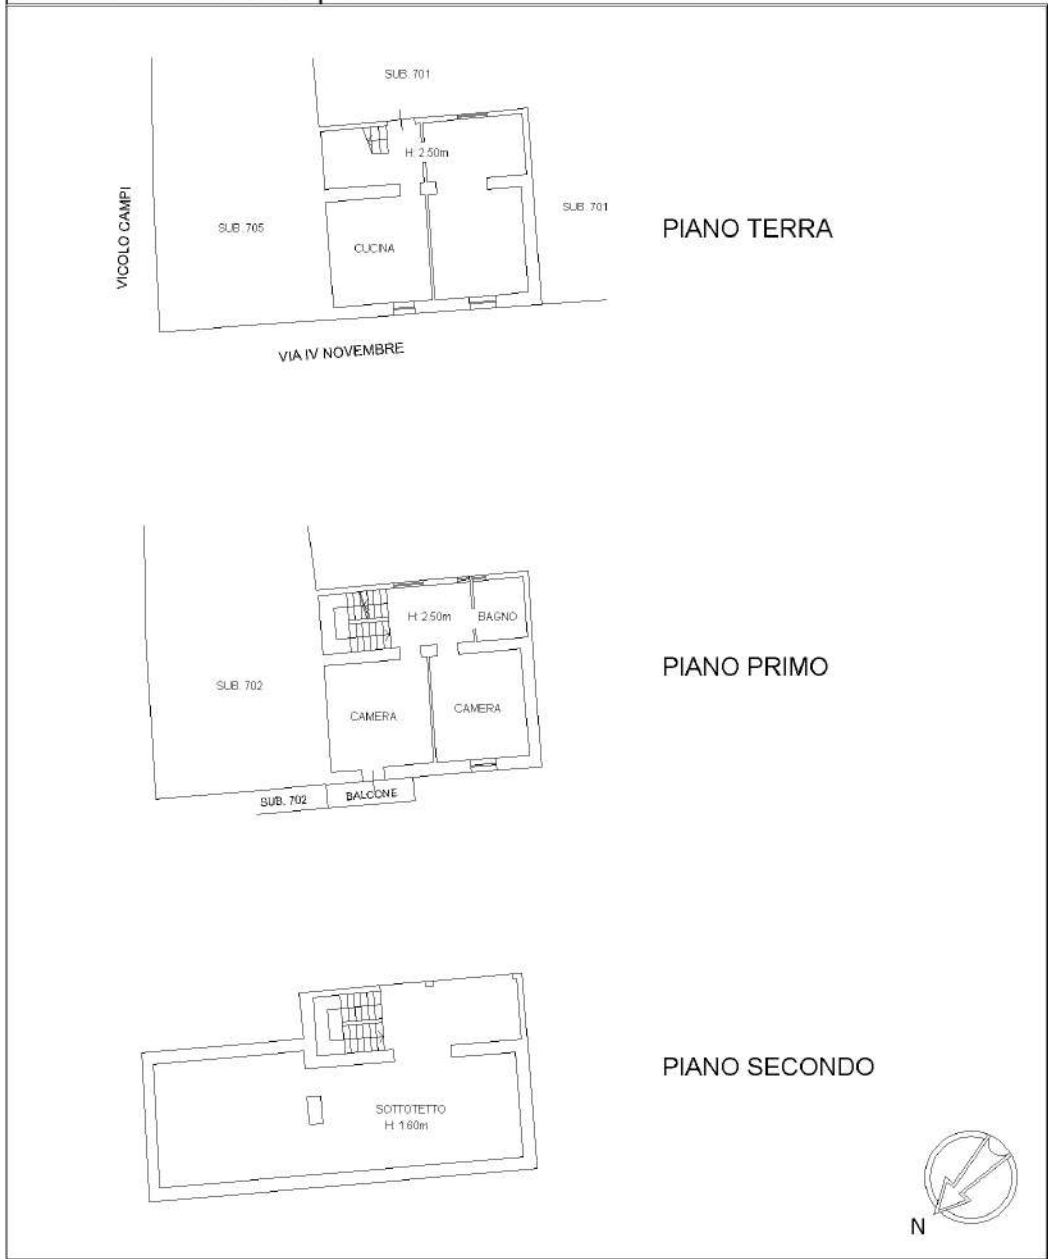 SUB. 701
H: 2.50m
VICOLO CAMPI
SUB. 705
CUCINA
SUB. 701
PIANO TERRA
VIA IV NOVEMBRE
H: 2.50m
BAGNO
SUB. 702
CAMERA
CAMERA
PIANO PRIMO
SUB. 702
BALCONE
PIANO SECONDO
SOTTOTETTO
H: 1.60m
N